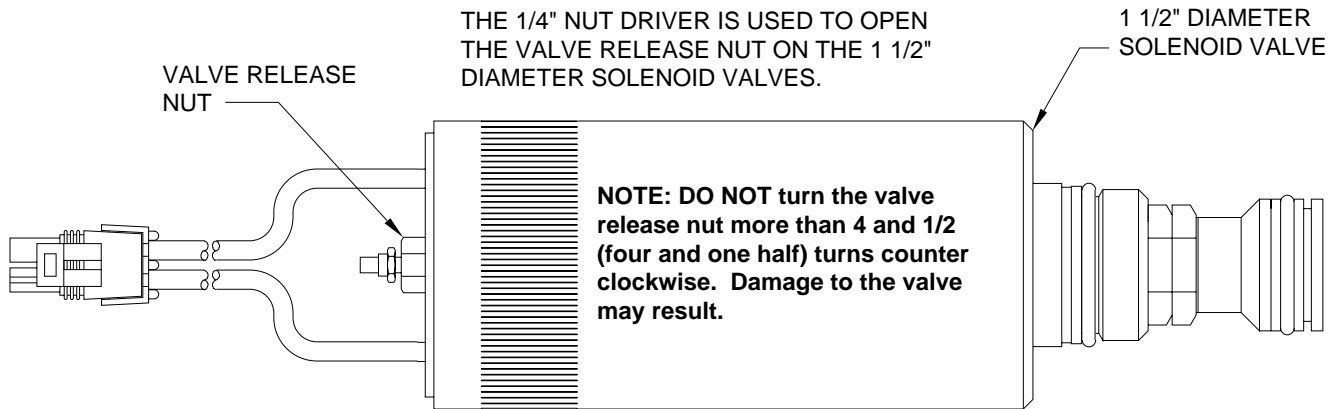 THE 1/4" NUT DRIVER IS USED TO OPEN
THE VALVE RELEASE NUT ON THE 1 1/2"
DIAMETER SOLENOID VALVES.
1 1/2" DIAMETER
SOLENOID VALVE
VALVE RELEASE
NUT
NOTE: DO NOT turn the valve
release nut more than 4 and 1/2
(four and one half) turns counter
clockwise. Damage to the valve
may result.